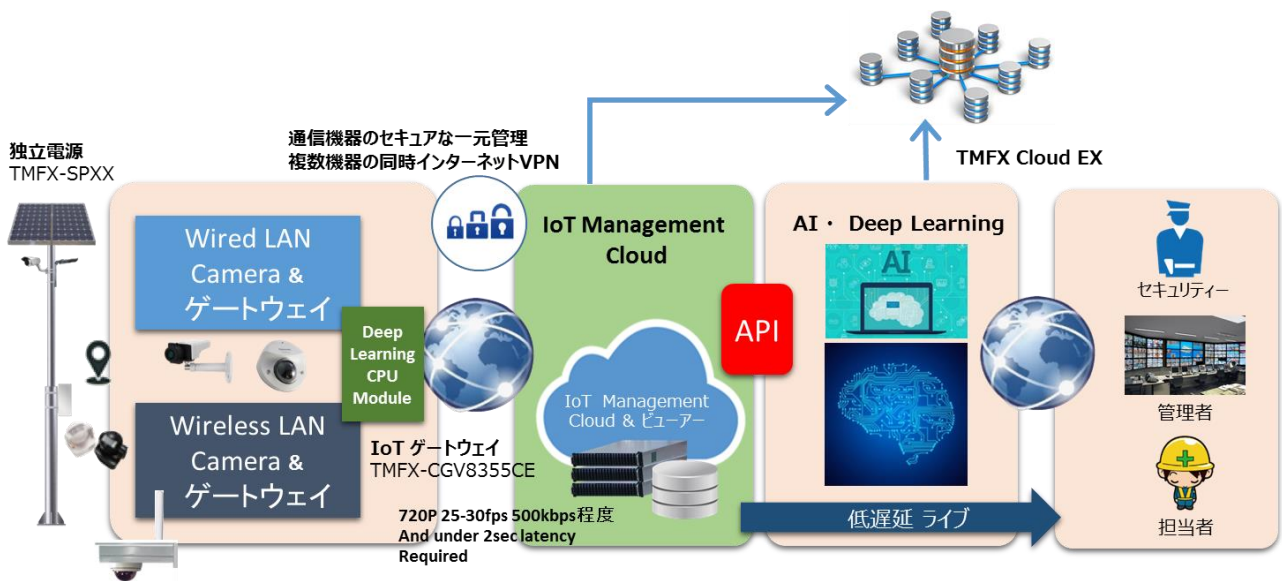 独立電源
TMFX-SPXX
通信機器のセキュアな一元管理
複数機器の同時インターネットVPN
TMFX Cloud EX
Wired LAN
Camera &
ゲートウェイ
Deep
Learning
CPU
Module
Wireless LAN
Camera &
ゲートウェイ
IoT ゲートウェイ
TMFX-CGV8355CE
720P 25-30fps 500kbps程度
And under 2sec latency
Required
IoT Management
Cloud
IoT Management
Cloud & ビューアー
API
AI・ Deep Learning
AI
低遅延 ライブ
セキュリティー
管理者
担当者